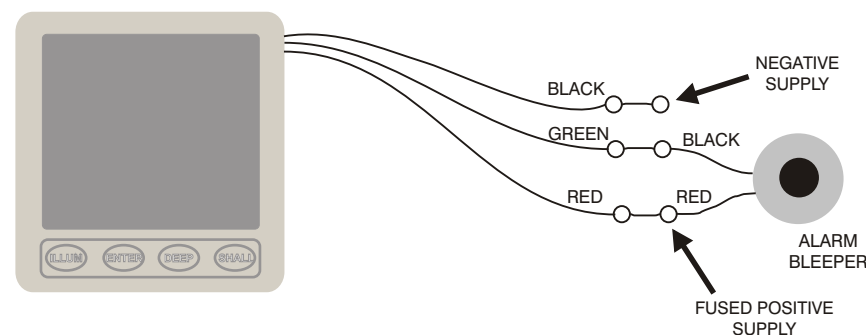 NEGATIVE
SUPPLY
BLACK
GREEN
BLACK
RED
RED
ALARM
BLEEPER
FUSED POSITIVE
SUPPLY
ILLUM
ENTER
DEEP
SHALL